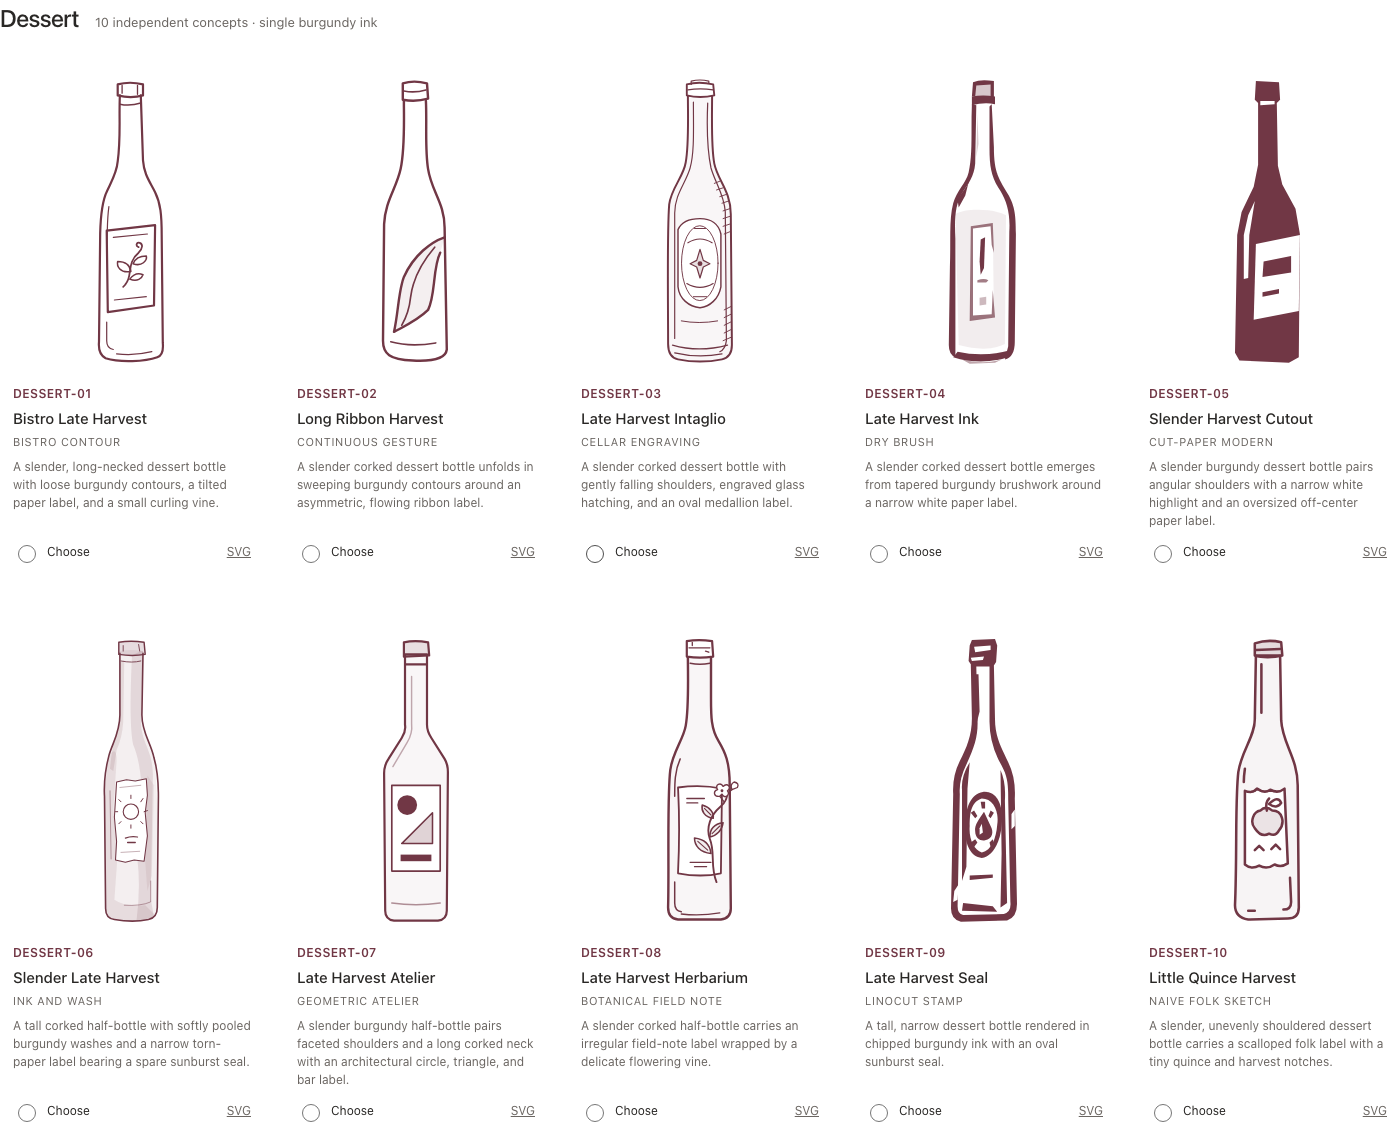 Dessert
10 independent concepts · single burgundy ink
DESSERT-01
Bistro Late Harvest
BISTRO CONTOUR
A slender, long-necked dessert bottle
with loose burgundy contours, a tilted
paper label, and a small curling vine.
Choose
SVG
DESSERT-02
Long Ribbon Harvest
CONTINUOUS GESTURE
A slender corked dessert bottle unfolds in
sweeping burgundy contours around an
asymmetric, flowing ribbon label.
Choose
SVG
DESSERT-03
Late Harvest Intaglio
CELLAR ENGRAVING
A slender corked dessert bottle with
gently falling shoulders, engraved glass
hatching, and an oval medallion label.
Choose
SVG
DESSERT-04
Late Harvest Ink
DRY BRUSH
A slender corked dessert bottle emerges
from tapered burgundy brushwork around
a narrow white paper label.
Choose
SVG
DESSERT-05
Slender Harvest Cutout
CUT-PAPER MODERN
A slender burgundy dessert bottle pairs
angular shoulders with a narrow white
highlight and an oversized off-center
paper label.
Choose
SVG
DESSERT-06
Slender Late Harvest
INK AND WASH
A tall corked half-bottle with softly pooled
burgundy washes and a narrow torn-
paper label bearing a spare sunburst seal.
Choose
SVG
DESSERT-07
Late Harvest Atelier
GEOMETRIC ATELIER
A slender burgundy half-bottle pairs
faceted shoulders and a long corked neck
with an architectural circle, triangle, and
bar label.
Choose
SVG
DESSERT-08
Late Harvest Herbarium
BOTANICAL FIELD NOTE
A slender corked half-bottle carries an
irregular field-note label wrapped by a
delicate flowering vine.
Choose
SVG
DESSERT-09
Late Harvest Seal
LINOCUT STAMP
A tall, narrow dessert bottle rendered in
chipped burgundy ink with an oval
sunburst seal.
Choose
SVG
DESSERT-10
Little Quince Harvest
NAIVE FOLK SKETCH
A slender, unevenly shouldered dessert
bottle carries a scalloped folk label with a
tiny quince and harvest notches.
Choose
SVG